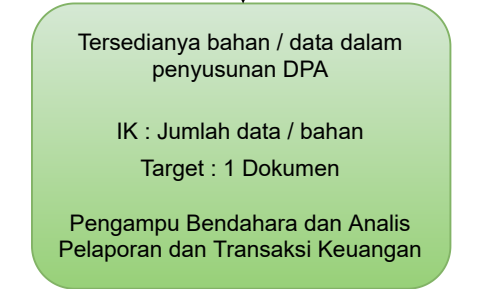 Tersedianya bahan / data dalam
penyusunan DPA
IK : Jumlah data / bahan
Target : 1 Dokumen
Pengampu Bendahara dan Analis
Pelaporan dan Transaksi Keuangan